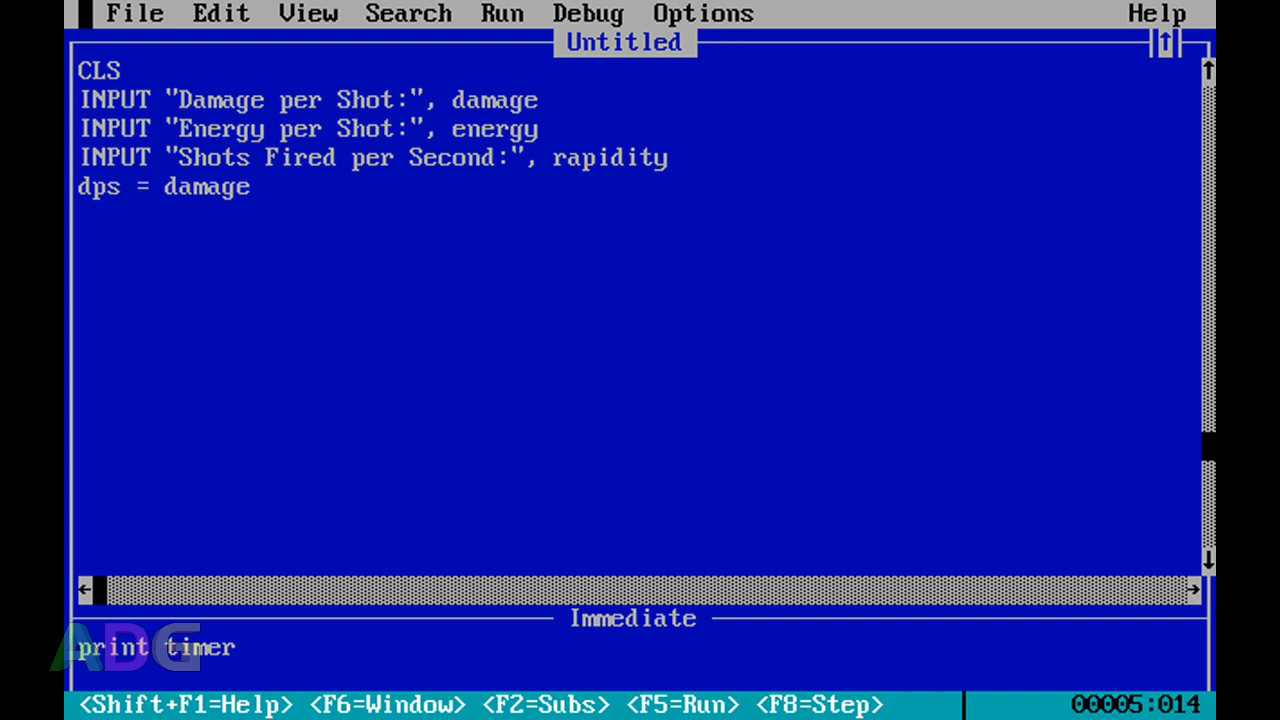 File Edit View Search Run Debug Options Help
Untitled
CLS
INPUT "Damage per Shot:", damage
INPUT "Energy per Shot:", energy
INPUT "Shots Fired per Second:", rapidity
dps = damage
Immediate
print timer
ADG
<Shift+F1=Help> <F6=Window> <F2=Subs> <F5=Run> <F8=Step> 00005:014